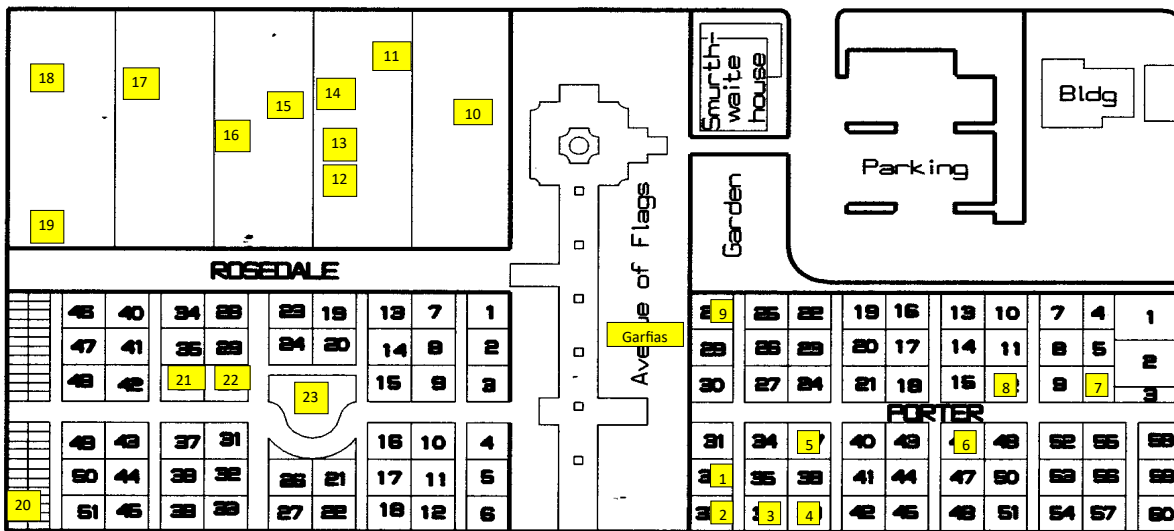 11
18
17
15
14
10
16
13
12
19
Smurth-
waite
house
Bldg
Parking
Garden
Avenue of Flags
Garfias
ROSEDALE
46 40 34 28 23 19 13 7 1
47 41 35 29 24 20 14 8 2
48 42 21 22 15 9 3
23
49 43 37 31 16 10 4
50 44 38 32 26 21 17 11 5
20 51 45 39 33 27 22 18 12 6
9 25 22 19 16 13 10 7 4 1
29 26 23 20 17 14 11 8 5 2
30 27 24 21 18 15 8 9 7 3
PORTER
31 34 5 40 43 6 49 52 55 58
1 35 38 41 44 47 50 53 56 59
2 3 4 42 45 48 51 54 57 60